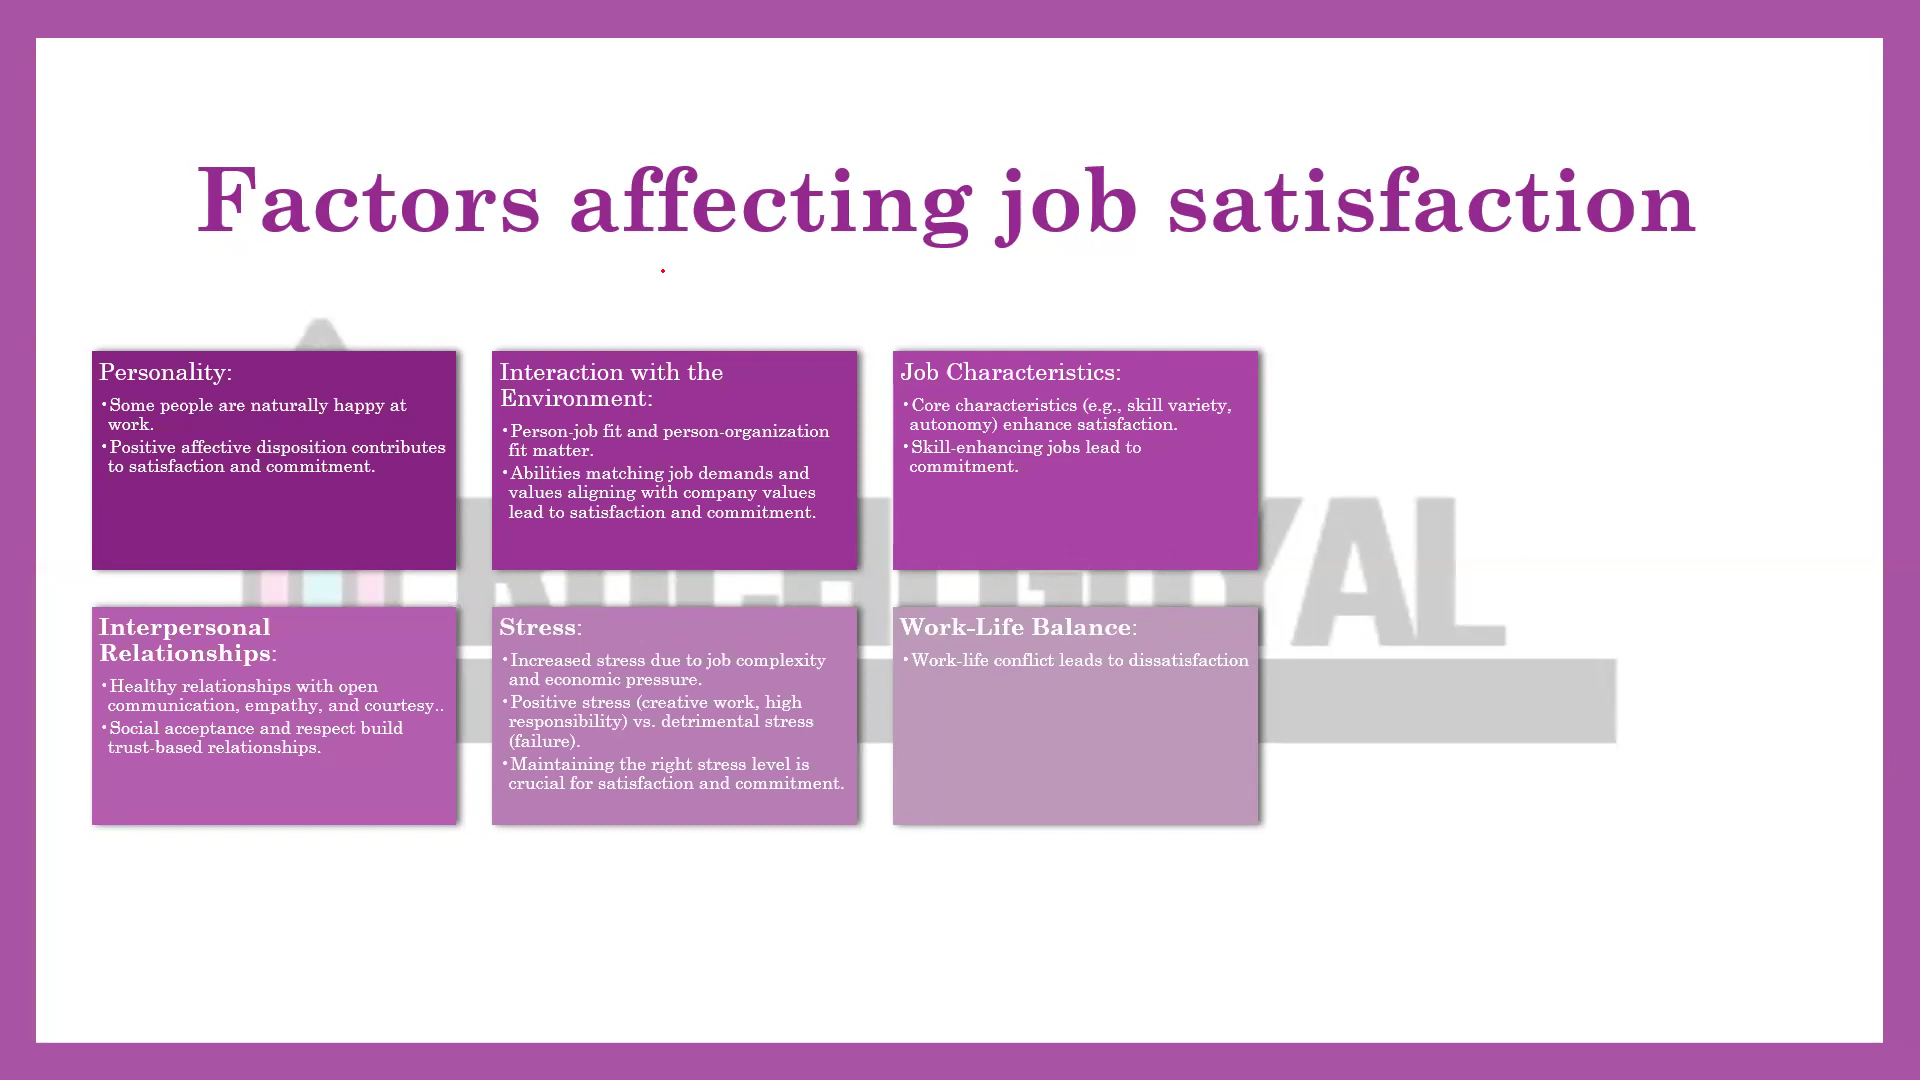 Factors affecting job satisfaction
Personality:
•Some people are naturally happy at
work.
•Positive affective disposition contributes
to satisfaction and commitment.
Interaction with the
Environment:
•Person-job fit and person-organization
fit matter.
•Abilities matching job demands and
values aligning with company values
lead to satisfaction and commitment.
Job Characteristics:
•Core characteristics (e.g., skill variety,
autonomy) enhance satisfaction.
•Skill-enhancing jobs lead to
commitment.
Interpersonal
Relationships:
•Healthy relationships with open
communication, empathy, and courtesy..
•Social acceptance and respect build
trust-based relationships.
Stress:
•Increased stress due to job complexity
and economic pressure.
•Positive stress (creative work, high
responsibility) vs. detrimental stress
(failure).
•Maintaining the right stress level is
crucial for satisfaction and commitment.
Work-Life Balance:
•Work-life conflict leads to dissatisfaction